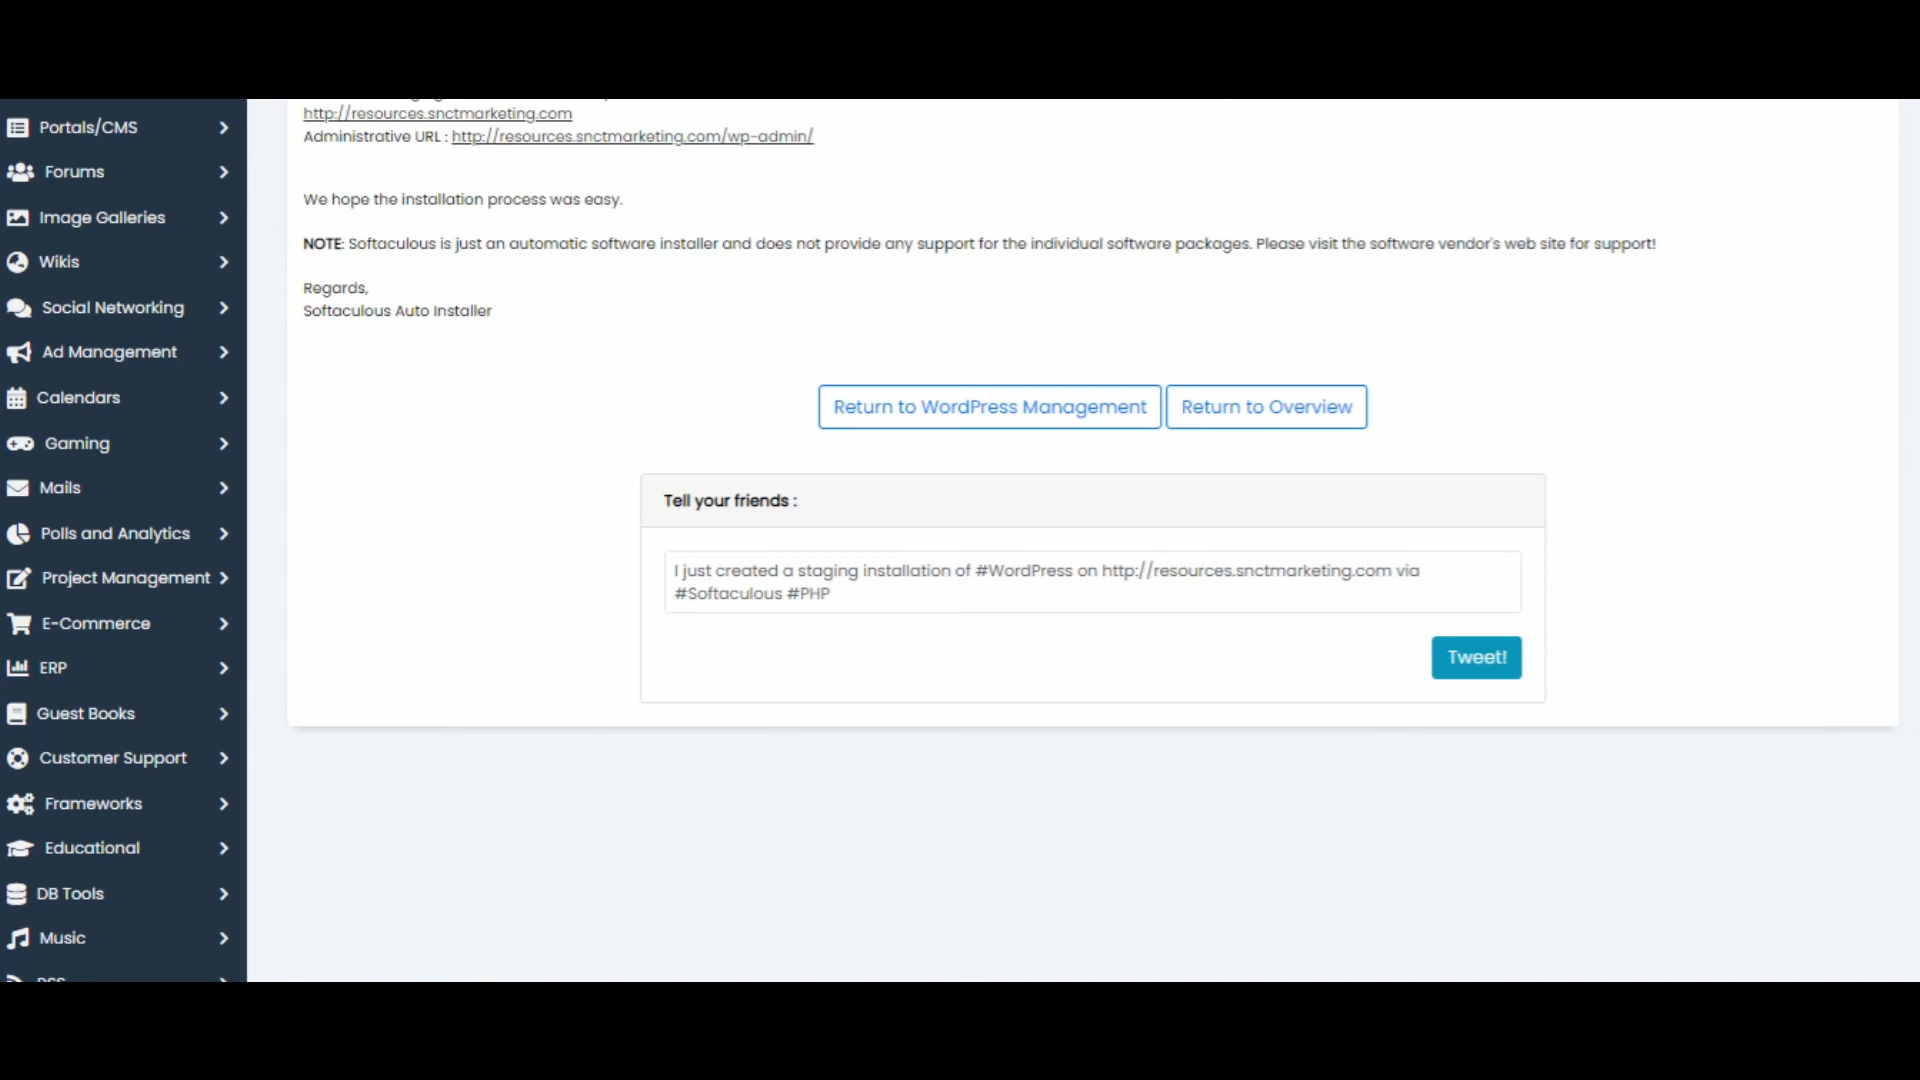 Portals/CMS
Forums
Image Galleries
Wikis
Social Networking
Ad Management
Calendars
Gaming
Mails
Polls and Analytics
Project Management
E-Commerce
ERP
Guest Books
Customer Support
Frameworks
Educational
DB Tools
Music
http://resources.snctmarketing.com
Administrative URL : http://resources.snctmarketing.com/wp-admin/
We hope the installation process was easy.
NOTE: Softaculous is just an automatic software installer and does not provide any support for the individual software packages. Please visit the software vendor's web site for support!
Regards,
Softaculous Auto Installer
Return to WordPress Management Return to Overview
Tell your friends :
I just created a staging installation of #WordPress on http://resources.snctmarketing.com via
#Softaculous #PHP
Tweet!